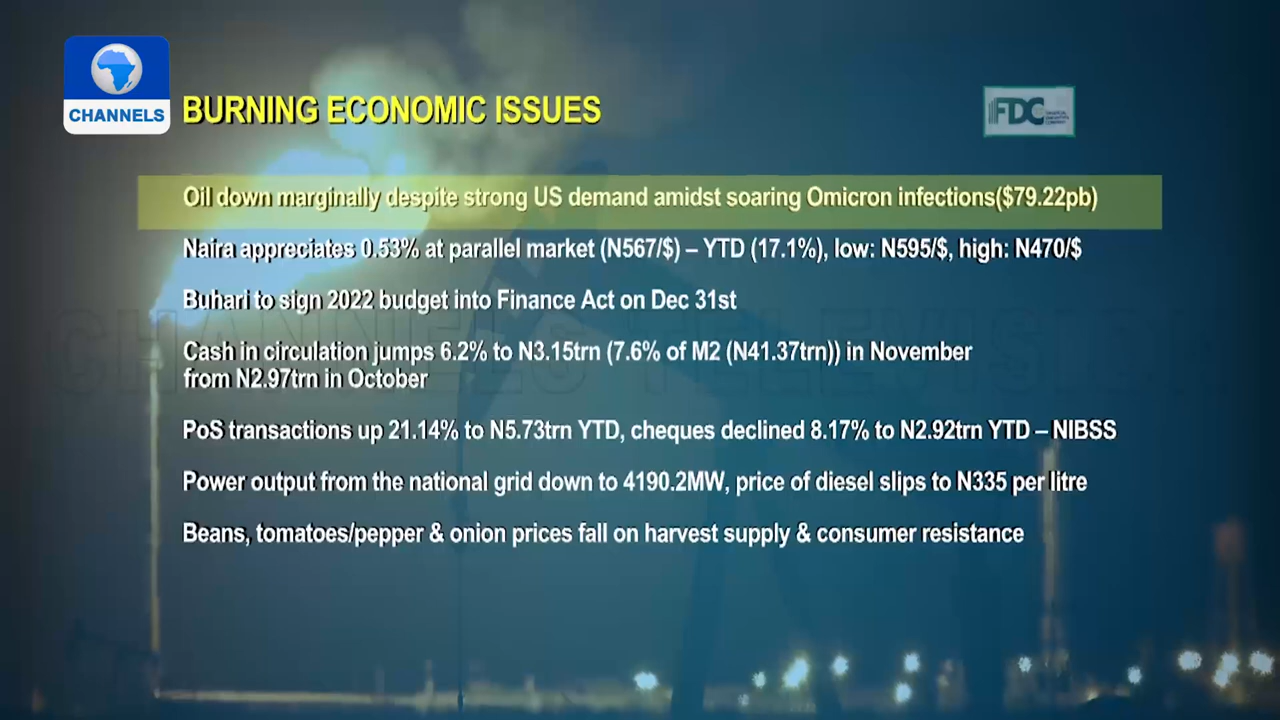 CHANNELS
BURNING ECONOMIC ISSUES
FDC
Oil down marginally despite strong US demand amidst soaring Omicron infections($79.22pb)
Naira appreciates 0.53% at parallel market (N567/$) – YTD (17.1%), low: N595/$, high: N470/$
Buhari to sign 2022 budget into Finance Act on Dec 31st
CHANNELS TELEVISION
Cash in circulation jumps 6.2% to N3.15trn (7.6% of M2 (N41.37trn)) in November
from N2.97trn in October
PoS transactions up 21.14% to N5.73trn YTD, cheques declined 8.17% to N2.92trn YTD – NIBSS
Power output from the national grid down to 4190.2MW, price of diesel slips to N335 per litre
Beans, tomatoes/pepper & onion prices fall on harvest supply & consumer resistance